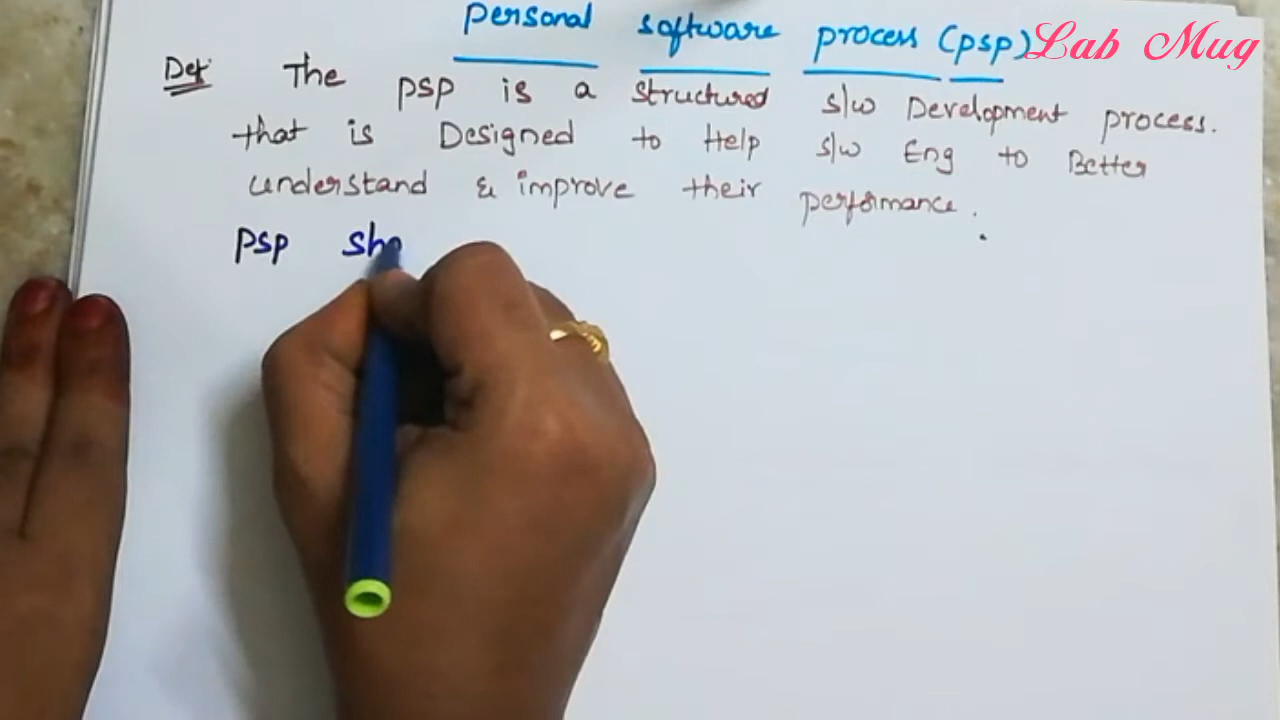 personal software process (psp)
Lab Mug
Def The psp is a structured s/w Development process.
that is Designed to Help s/w Eng to Better
understand & improve their performance.
psp sho